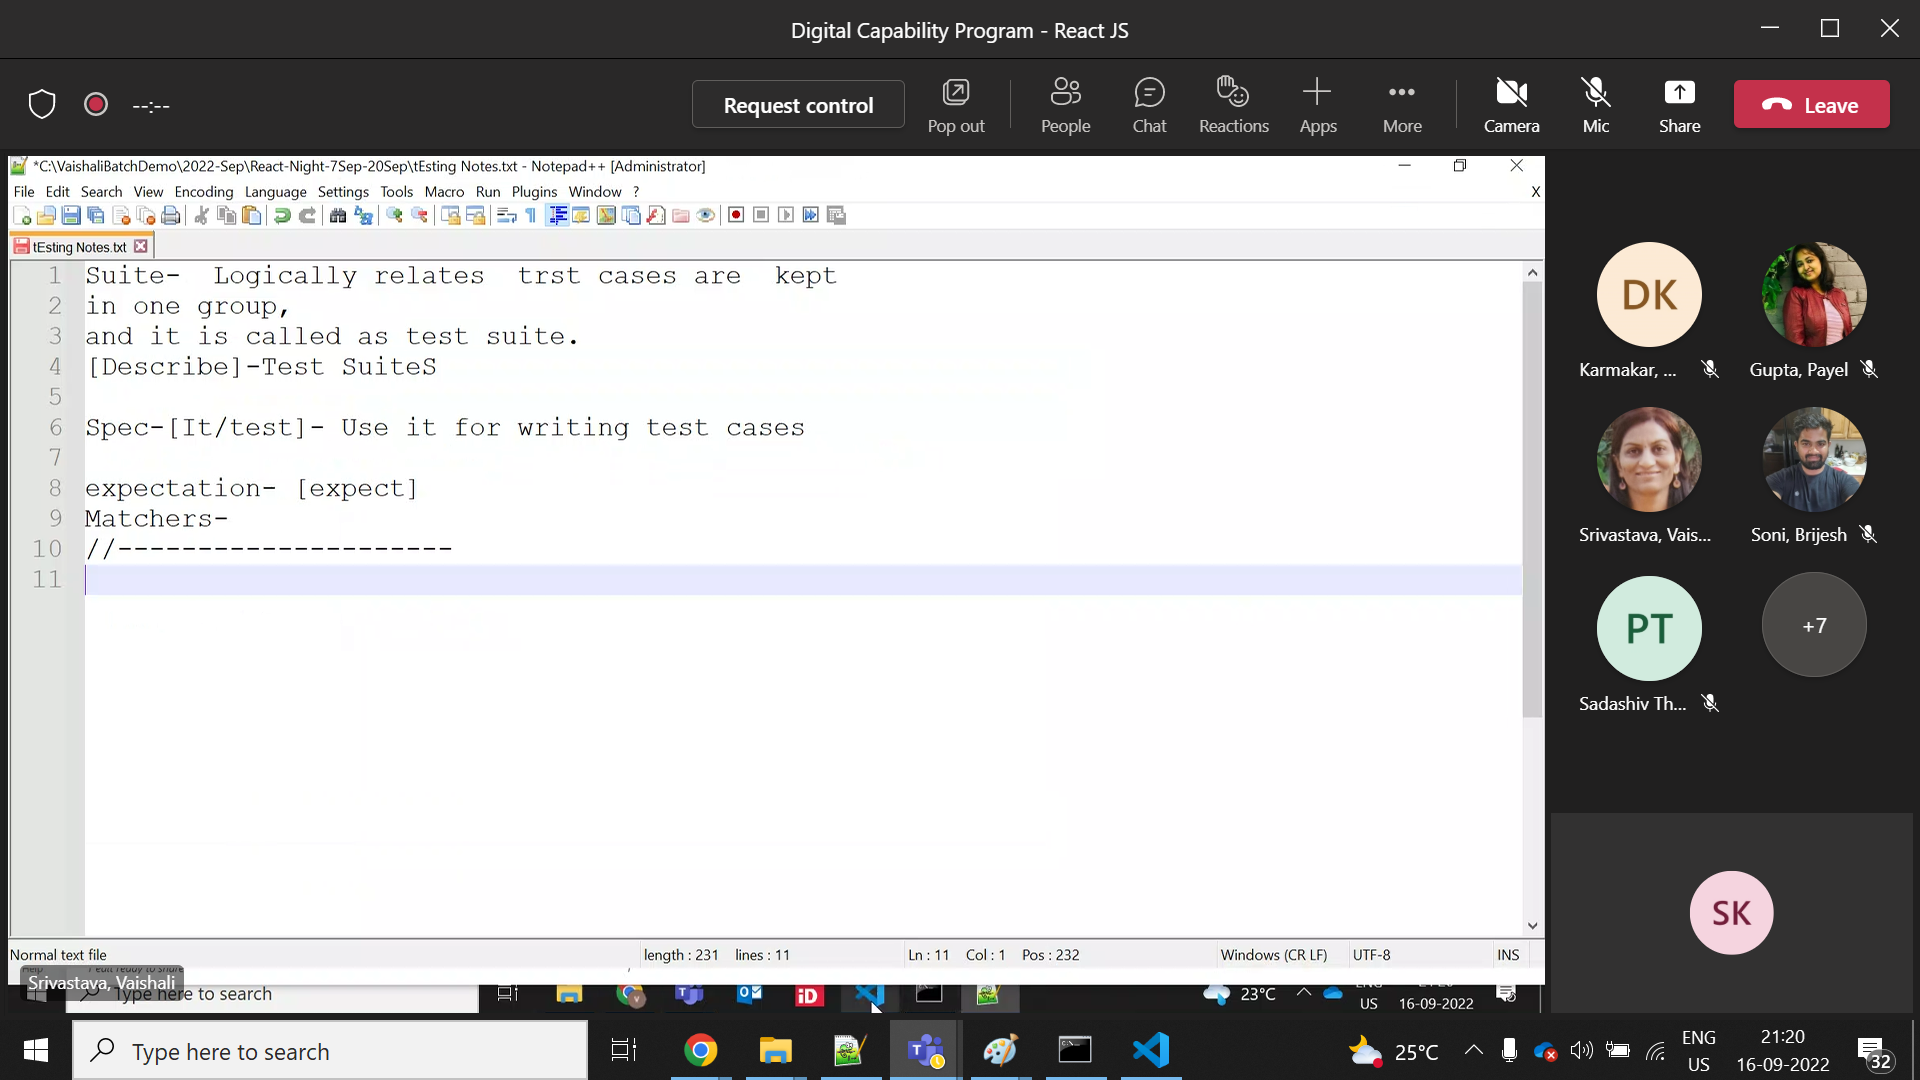 Digital Capability Program - React JS
--:--
Request control
Pop out
People
Chat
Reactions
Apps
More
Camera
Mic
Share
Leave
*C:\VaishaliBatchDemo\2022-Sep\React-Night-7Sep-20Sep\tEsting Notes.txt - Notepad++ [Administrator]
File Edit Search View Encoding Language Settings Tools Macro Run Plugins Window ?
X
tEsting Notes.txt
1 Suite- Logically relates trst cases are kept
2 in one group,
3 and it is called as test suite.
4 [Describe]-Test SuiteS
5
6 Spec-[It/test]- Use it for writing test cases
7
8 expectation- [expect]
9 Matchers-
10 //---------------------
11
DK
Karmakar, ...
Gupta, Payel
Srivastava, Vais...
Soni, Brijesh
PT
Sadashiv Th...
+7
SK
Normal text file
length : 231 lines : 11
Ln : 11 Col : 1 Pos : 232
Windows (CR LF)
UTF-8
INS
Srivastava, Vaishali
Type here to search
iD
23°C
US
16-09-2022
Type here to search
25°C
ENG
US
21:20
16-09-2022
32